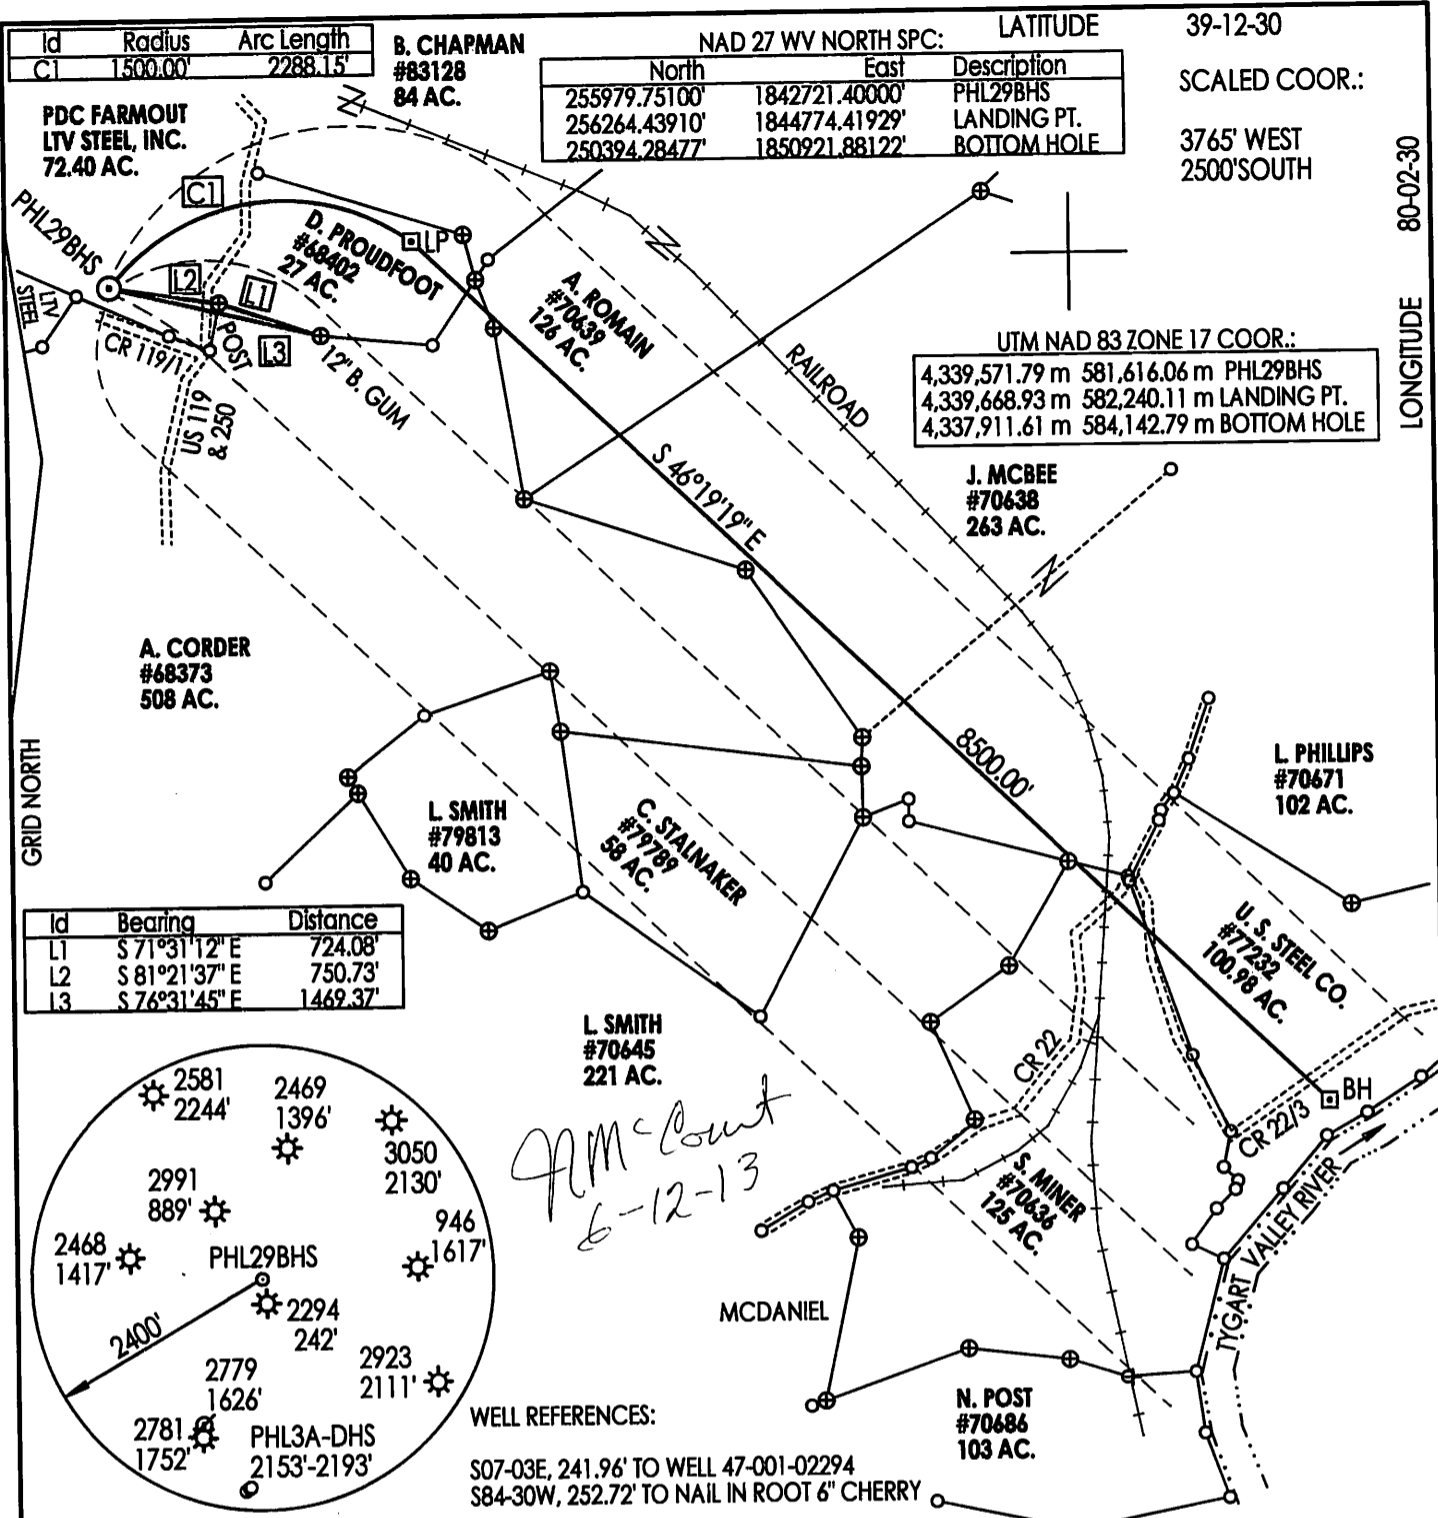 Id Radius Arc Length
C1 1500.00' 2288.15'
B. CHAPMAN
#83128
84 AC.
NAD 27 WV NORTH SPC:
North East Description
255979.75100' 1842721.40000' PHL29BHS
256264.43910' 1844774.41929' LANDING PT.
250394.28477' 1850921.88122' BOTTOM HOLE
LATITUDE 39-12-30
SCALED COOR.:
3765' WEST
2500'SOUTH
LONGITUDE 80-02-30
PDC FARMOUT
LTV STEEL, INC.
72.40 AC.
PHL29BHS
C1
LP
D. PROUDFOOT
#68402
27 AC.
L2
L1
L3
LTV
STEEL
CR 119/1
POST
12" B. GUM
US 119
& 250
A. ROMAIN
#70639
126 AC.
RAILROAD
UTM NAD 83 ZONE 17 COOR.:
4,339,571.79 m 581,616.06 m PHL29BHS
4,339,668.93 m 582,240.11 m LANDING PT.
4,337,911.61 m 584,142.79 m BOTTOM HOLE
S 46°19'19" E
J. MCBEE
#70638
263 AC.
A. CORDER
#68373
508 AC.
GRID NORTH
8500.00'
L. PHILLIPS
#70671
102 AC.
L. SMITH
#79813
40 AC.
C. STALNAKER
#79789
58 AC.
U. S. STEEL CO.
#77232
100.98 AC.
Id Bearing Distance
L1 S 71°31'12" E 724.08'
L2 S 81°21'37" E 750.73'
L3 S 76°31'45" E 1469.37'
L. SMITH
#70645
221 AC.
CR 22
BH
CR 22/3
TYGART VALLEY RIVER
S. MINER
#70636
125 AC.
JNMcCourt
6-12-13
2581
2244'
2469
1396'
3050
2130'
2991
889'
946
1617'
2468
1417'
PHL29BHS
2294
242'
2400'
2779
1626'
2923
2111'
2781
1752'
PHL3A-DHS
2153'-2193'
MCDANIEL
N. POST
#70686
103 AC.
WELL REFERENCES:
S07-03E, 241.96' TO WELL 47-001-02294
S84-30W, 252.72' TO NAIL IN ROOT 6" CHERRY